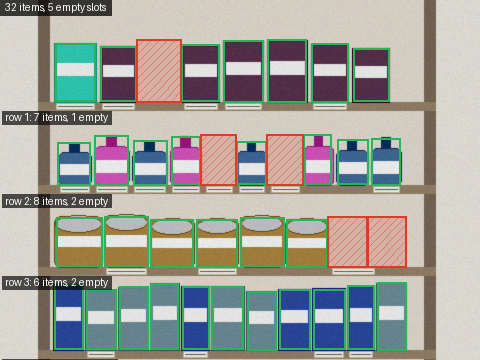 32 items, 5 empty slots
row 1: 7 items, 1 empty
row 2: 8 items, 2 empty
row 3: 6 items, 2 empty